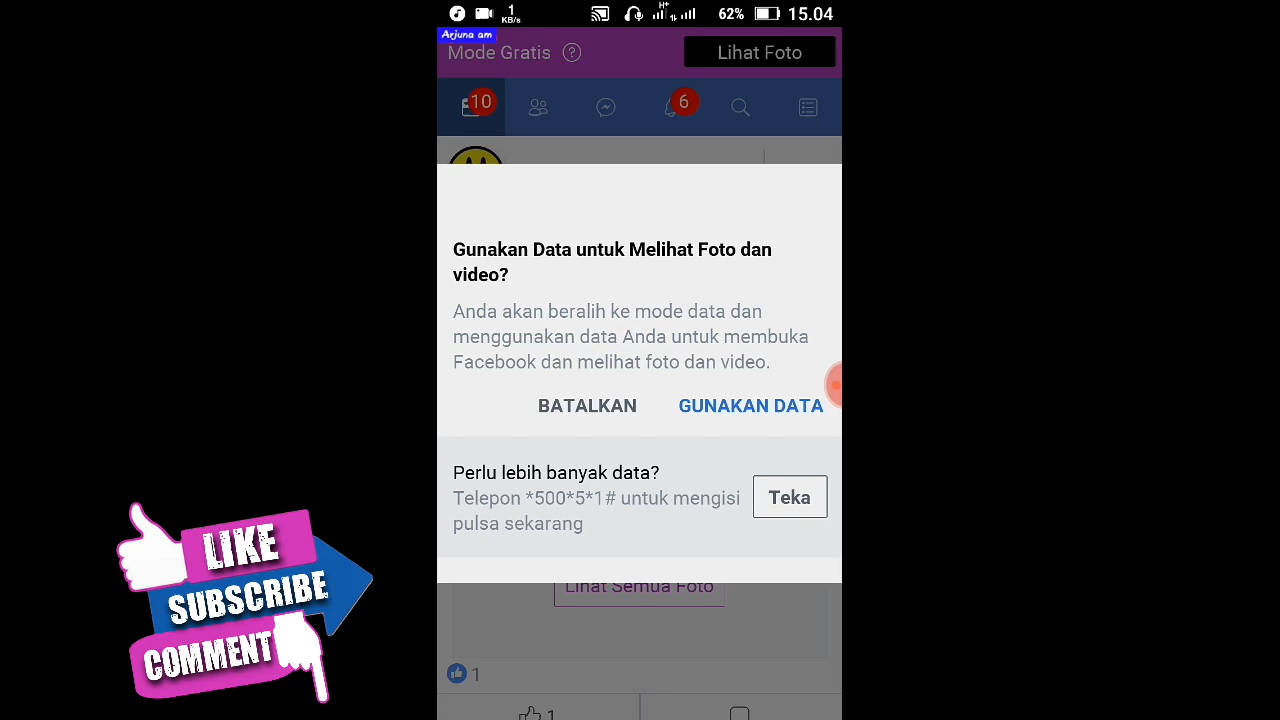 1
KB/s
H+
62%
15.04
Arjuna am
Mode Gratis ?
Lihat Foto
10
6
Gunakan Data untuk Melihat Foto dan
video?
Anda akan beralih ke mode data dan
menggunakan data Anda untuk membuka
Facebook dan melihat foto dan video.
BATALKAN
GUNAKAN DATA
Perlu lebih banyak data?
Telepon *500*5*1# untuk mengisi
pulsa sekarang
Teka
Lihat Semua Foto
1
1
LIKE
SUBSCRIBE
COMMENT